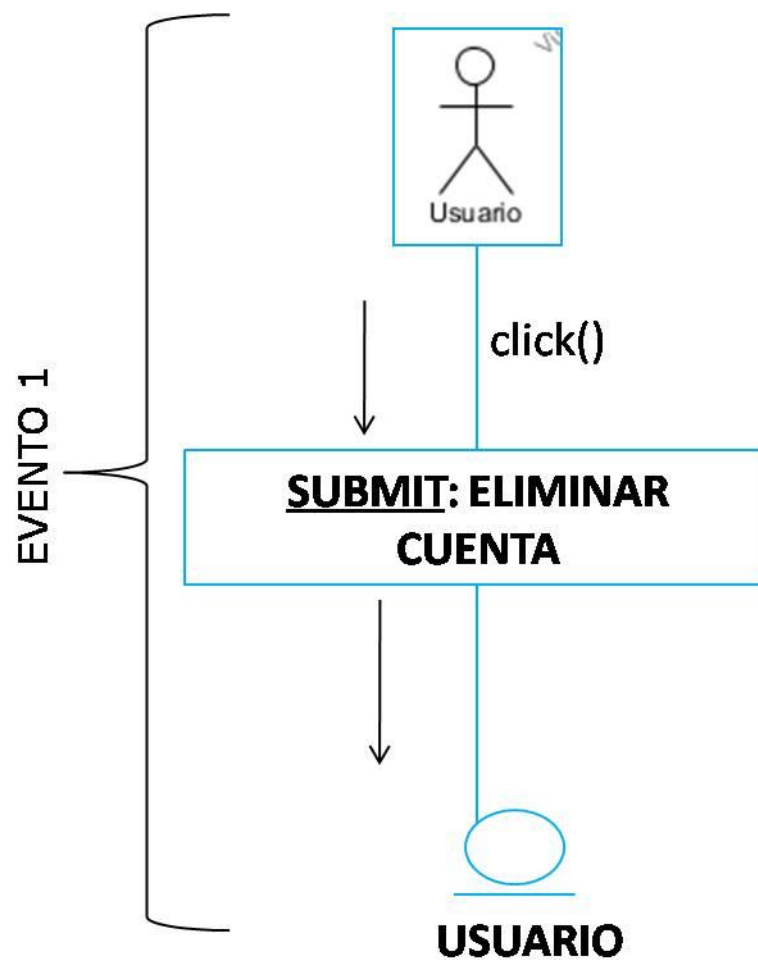 Usuario
click()
EVENTO 1
SUBMIT: ELIMINAR
CUENTA
USUARIO